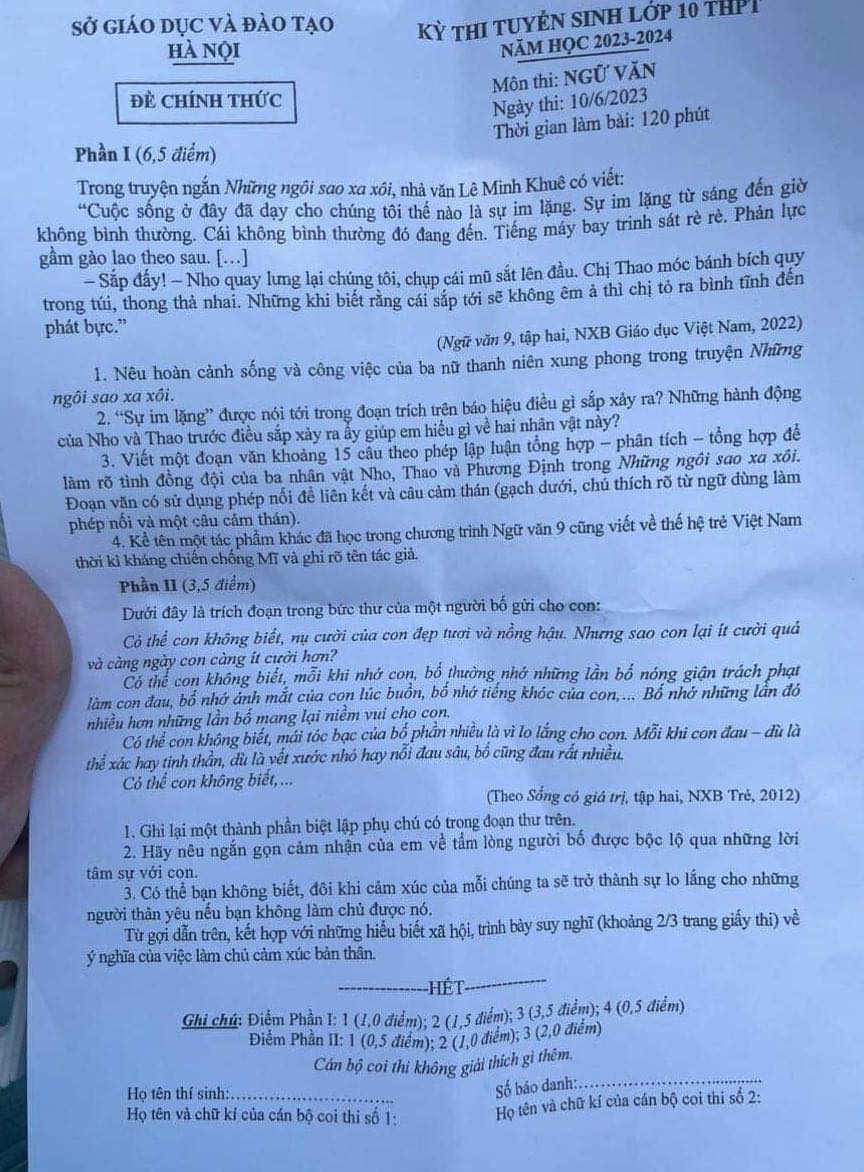 SỞ GIÁO DỤC VÀ ĐÀO TẠO
HÀ NỘI
ĐỀ CHÍNH THỨC
KỲ THI TUYỂN SINH LỚP 10 THPT
NĂM HỌC 2023-2024
Môn thi: NGỮ VĂN
Ngày thi: 10/6/2023
Thời gian làm bài: 120 phút
Phần I (6,5 điểm)
Trong truyện ngắn Những ngôi sao xa xôi, nhà văn Lê Minh Khuê có viết:
“Cuộc sống ở đây đã dạy cho chúng tôi thế nào là sự im lặng. Sự im lặng từ sáng đến giờ
không bình thường. Cái không bình thường đó đang đến. Tiếng máy bay trinh sát rè rè. Phản lực
gầm gào lao theo sau. [...]
– Sắp đấy! – Nho quay lưng lại chúng tôi, chụp cái mũ sắt lên đầu. Chị Thao móc bánh bích quy
trong túi, thong thả nhai. Những khi biết rằng cái sắp tới sẽ không êm ả thì chị tỏ ra bình tĩnh đến
phát bực.”
(Ngữ văn 9, tập hai, NXB Giáo dục Việt Nam, 2022)
1. Nêu hoàn cảnh sống và công việc của ba nữ thanh niên xung phong trong truyện Những
ngôi sao xa xôi.
2. “Sự im lặng” được nói tới trong đoạn trích trên báo hiệu điều gì sắp xảy ra? Những hành động
của Nho và Thao trước điều sắp xảy ra ấy giúp em hiểu gì về hai nhân vật này?
3. Viết một đoạn văn khoảng 15 câu theo phép lập luận tổng hợp – phân tích – tổng hợp để
làm rõ tình đồng đội của ba nhân vật Nho, Thao và Phương Định trong Những ngôi sao xa xôi.
Đoạn văn có sử dụng phép nối để liên kết và câu cảm thán (gạch dưới, chú thích rõ từ ngữ dùng làm
phép nối và một câu cảm thán).
4. Kể tên một tác phẩm khác đã học trong chương trình Ngữ văn 9 cũng viết về thế hệ trẻ Việt Nam
thời kì kháng chiến chống Mĩ và ghi rõ tên tác giả.
Phần II (3,5 điểm)
Dưới đây là trích đoạn trong bức thư của một người bố gửi cho con:
Có thể con không biết, nụ cười của con đẹp tươi và nồng hậu. Nhưng sao con lại ít cười quá
và càng ngày con càng ít cười hơn?
Có thể con không biết, mỗi khi nhớ con, bố thường nhớ những lần bố nóng giận trách phạt
làm con đau, bố nhớ ánh mắt của con lúc buồn, bố nhớ tiếng khóc của con,... Bố nhớ những lần đó
nhiều hơn những lần bố mang lại niềm vui cho con.
Có thể con không biết, mái tóc bạc của bố phần nhiều là vì lo lắng cho con. Mỗi khi con đau – dù là
thể xác hay tinh thần, dù là vết xước nhỏ hay nỗi đau sâu, bố cũng đau rất nhiều.
Có thể con không biết,...
(Theo Sống có giá trị, tập hai, NXB Trẻ, 2012)
1. Ghi lại một thành phần biệt lập phụ chú có trong đoạn thư trên.
2. Hãy nêu ngắn gọn cảm nhận của em về tấm lòng người bố được bộc lộ qua những lời
tâm sự với con.
3. Có thể bạn không biết, đôi khi cảm xúc của mỗi chúng ta sẽ trở thành sự lo lắng cho những
người thân yêu nếu bạn không làm chủ được nó.
Từ gợi dẫn trên, kết hợp với những hiểu biết xã hội, trình bày suy nghĩ (khoảng 2/3 trang giấy thi) về
ý nghĩa của việc làm chủ cảm xúc bản thân.
----------------HẾT----------------
Ghi chú: Điểm Phần I: 1 (1,0 điểm); 2 (1,5 điểm); 3 (3,5 điểm); 4 (0,5 điểm)
Điểm Phần II: 1 (0,5 điểm); 2 (1,0 điểm); 3 (2,0 điểm)
Cán bộ coi thi không giải thích gì thêm.
Họ tên thí sinh:................................
Số báo danh:................................
Họ tên và chữ kí của cán bộ coi thi số 1:
Họ tên và chữ kí của cán bộ coi thi số 2: